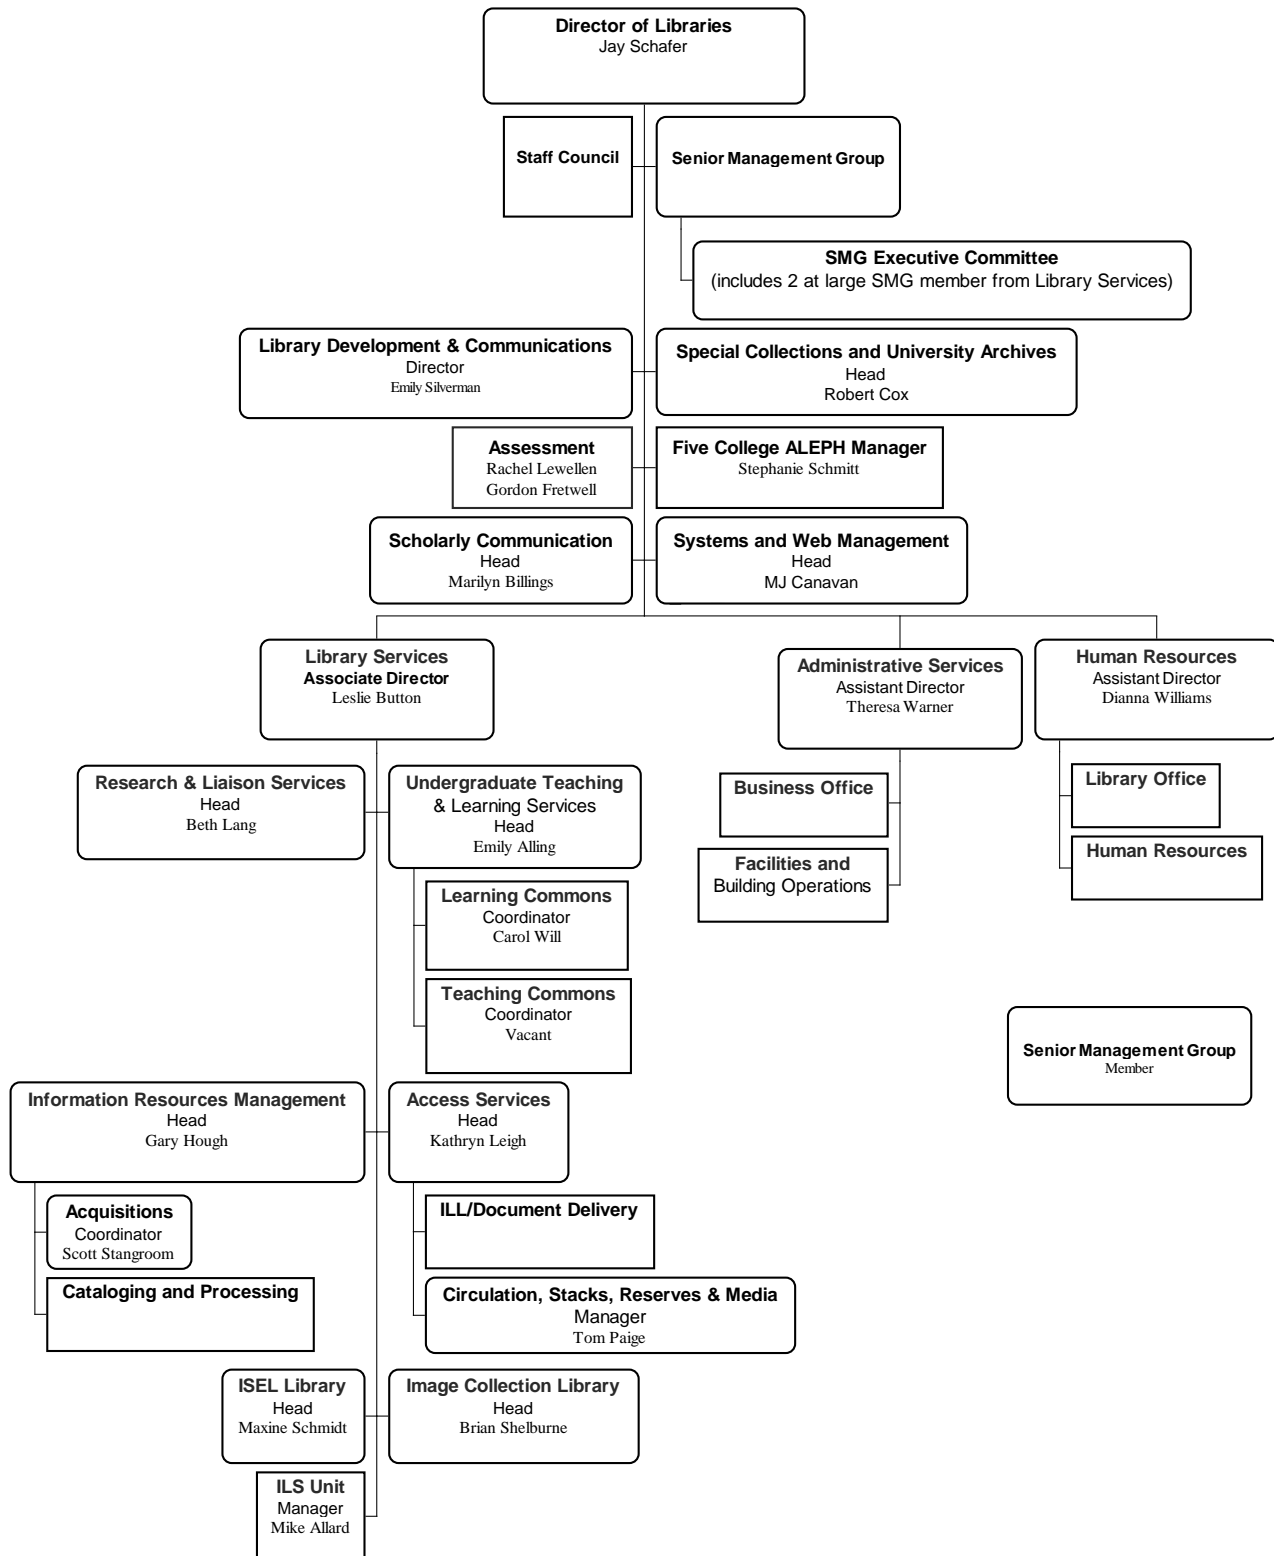 Director of Libraries
Jay Schafer
Staff Council
Senior Management Group
SMG Executive Committee
(includes 2 at large SMG member from Library Services)
Library Development & Communications
Director
Emily Silverman
Special Collections and University Archives
Head
Robert Cox
Assessment
Rachel Lewellen
Gordon Fretwell
Five College ALEPH Manager
Stephanie Schmitt
Scholarly Communication
Head
Marilyn Billings
Systems and Web Management
Head
MJ Canavan
Library Services
Associate Director
Leslie Button
Administrative Services
Assistant Director
Theresa Warner
Human Resources
Assistant Director
Dianna Williams
Research & Liaison Services
Head
Beth Lang
Undergraduate Teaching
& Learning Services
Head
Emily Alling
Business Office
Library Office
Facilities and
Building Operations
Human Resources
Learning Commons
Coordinator
Carol Will
Teaching Commons
Coordinator
Vacant
Senior Management Group
Member
Information Resources Management
Head
Gary Hough
Access Services
Head
Kathryn Leigh
Acquisitions
Coordinator
Scott Stangroom
ILL/Document Delivery
Cataloging and Processing
Circulation, Stacks, Reserves & Media
Manager
Tom Paige
ISEL Library
Head
Maxine Schmidt
Image Collection Library
Head
Brian Shelburne
ILS Unit
Manager
Mike Allard